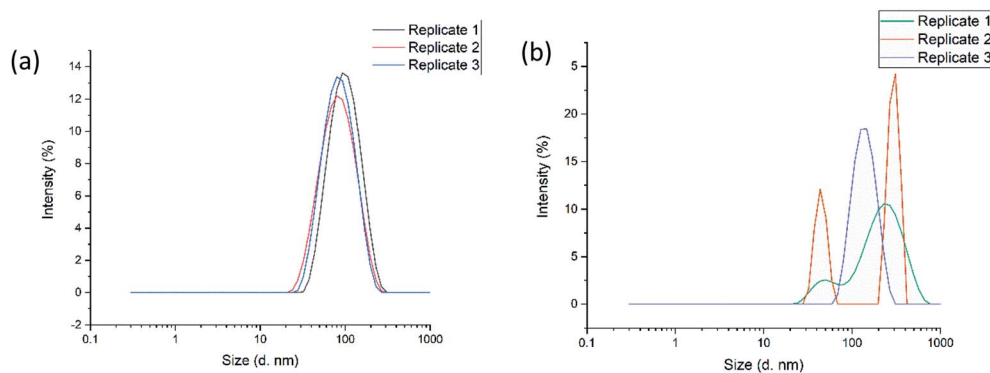 (a)
Replicate 1
Replicate 2
Replicate 3
14
12
10
8
6
4
2
0
-2
Intensity (%)
0.1
1
10
100
1000
Size (d. nm)
(b)
Replicate 1
Replicate 2
Replicate 3
5
20
15
10
5
0
Intensity (%)
0.1
1
10
100
1000
Size (d. nm)